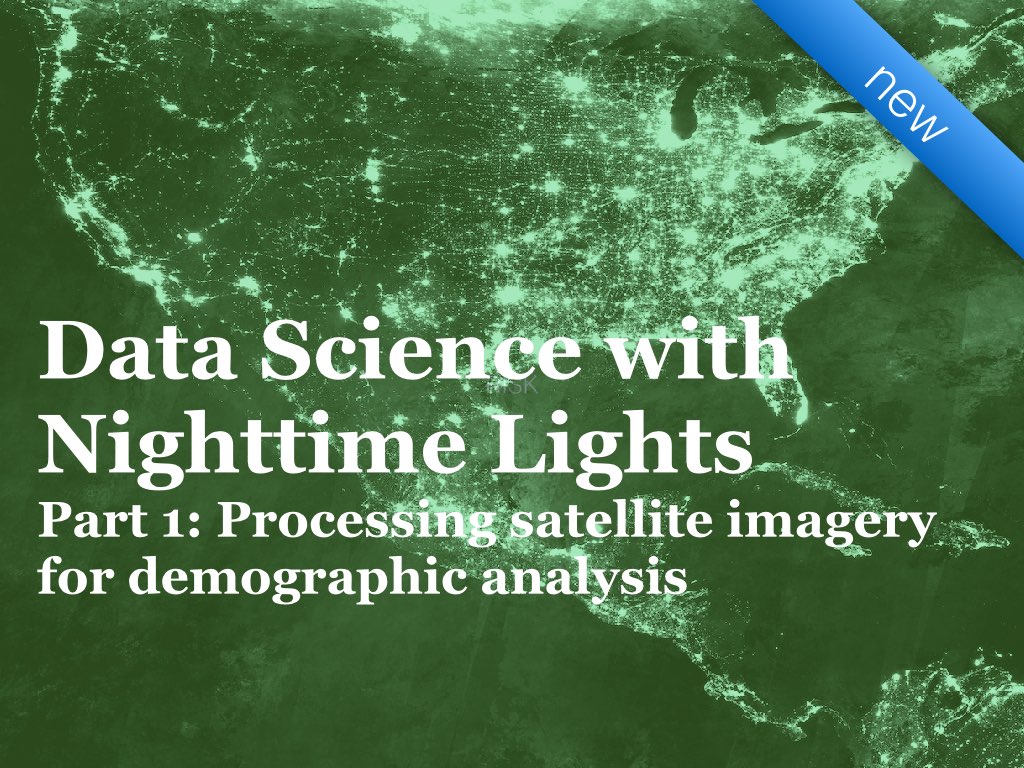 new
Data Science with
Nighttime Lights
Part 1: Processing satellite imagery
for demographic analysis